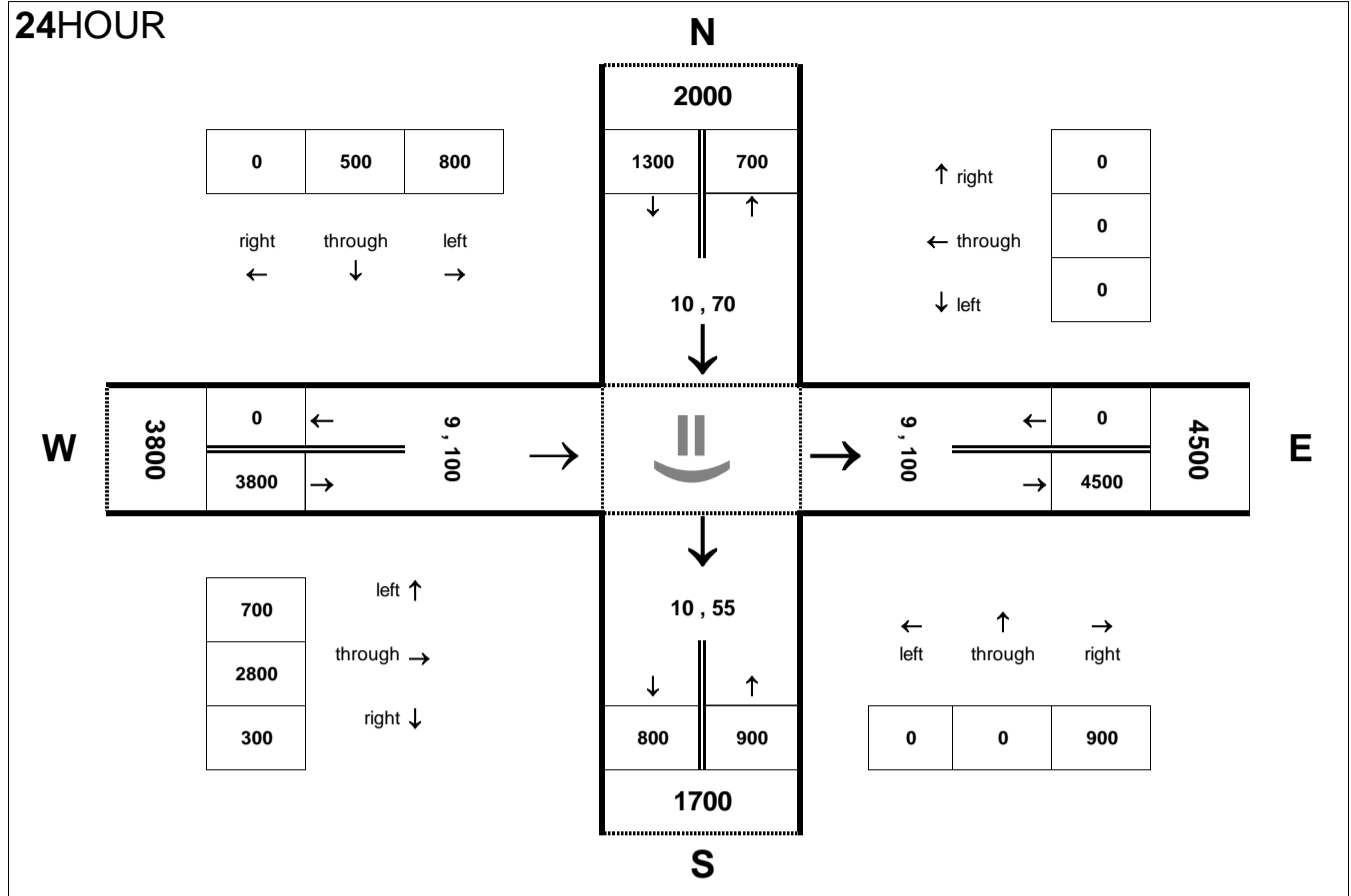 24HOUR
N
2000
0 500 800
1300 700
0
↑ right
↓ ↑
0
right through left
← through
← ↓ →
0
↓ left
10 , 70
↓
W
3800
0 ←
3800 →
9 , 100
→
→
9 , 100
← 0
→ 4500
4500
E
↓
700
left ↑
10 , 55
2800
through →
← ↑ →
left through right
300
right ↓
↓ ↑
800 900
0 0 900
1700
S